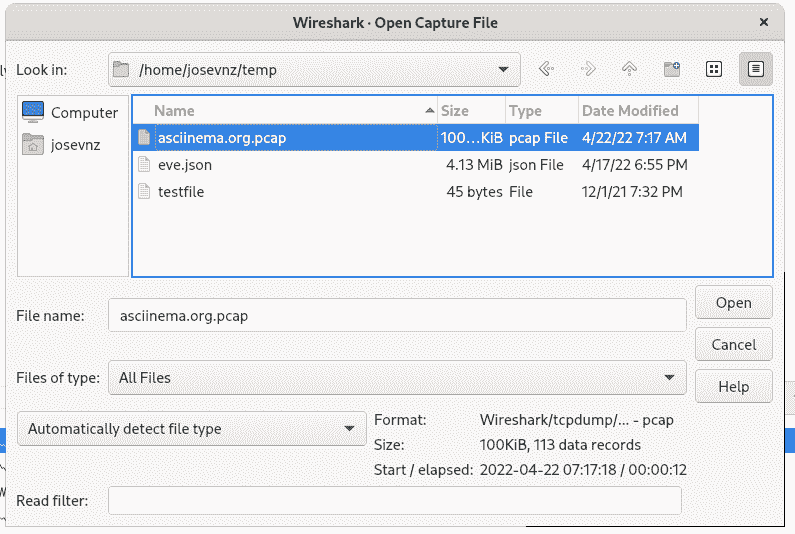 Wireshark · Open Capture File
Look in: /home/josevnz/temp
Computer
josevnz
Name Size Type Date Modified
asciinema.org.pcap 100...KiB pcap File 4/22/22 7:17 AM
eve.json 4.13 MiB json File 4/17/22 6:55 PM
testfile 45 bytes File 12/1/21 7:32 PM
File name: asciinema.org.pcap
Open
Cancel
Files of type: All Files
Help
Automatically detect file type
Format: Wireshark/tcpdump/... - pcap
Size: 100KiB, 113 data records
Start / elapsed: 2022-04-22 07:17:18 / 00:00:12
Read filter: